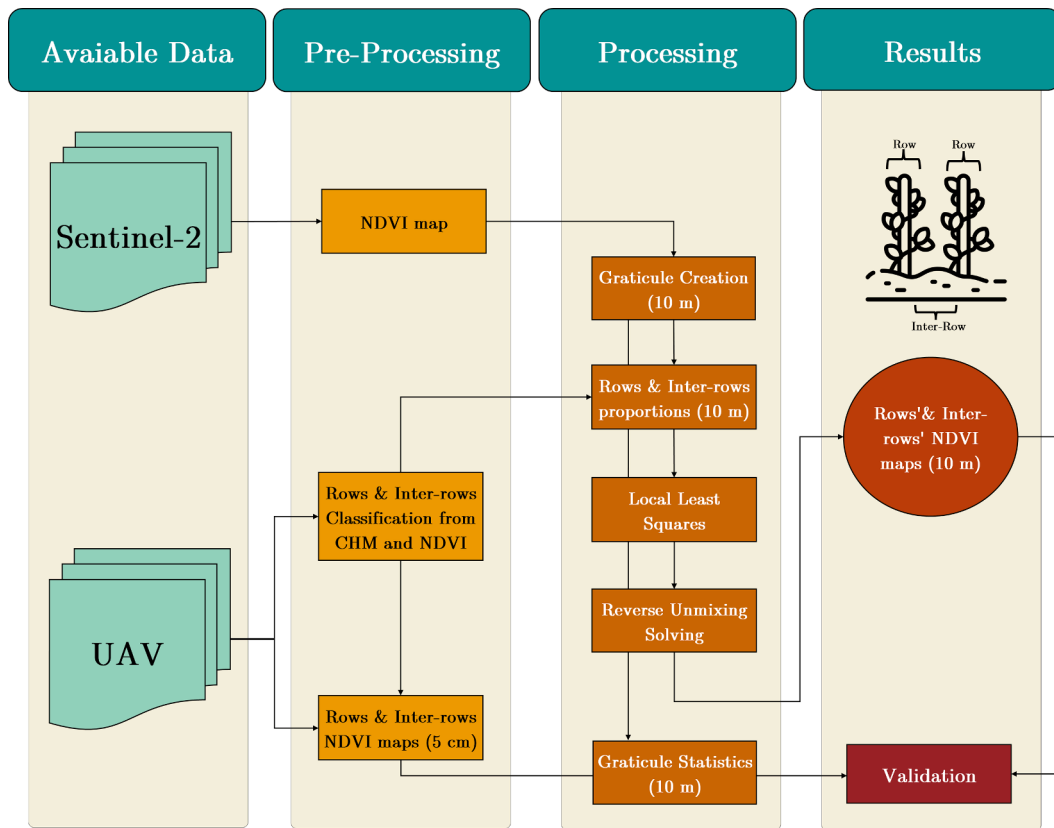 Avaiable Data
Pre-Processing
Processing
Results
Sentinel-2
NDVI map
Graticule Creation
(10 m)
Row
Row
Inter-Row
Rows & Inter-rows
proportions (10 m)
Rows'& Inter-
rows' NDVI
maps (10 m)
Rows & Inter-rows
Classification from
CHM and NDVI
Local Least
Squares
UAV
Reverse Unmixing
Solving
Rows & Inter-rows
NDVI maps (5 cm)
Graticule Statistics
(10 m)
Validation